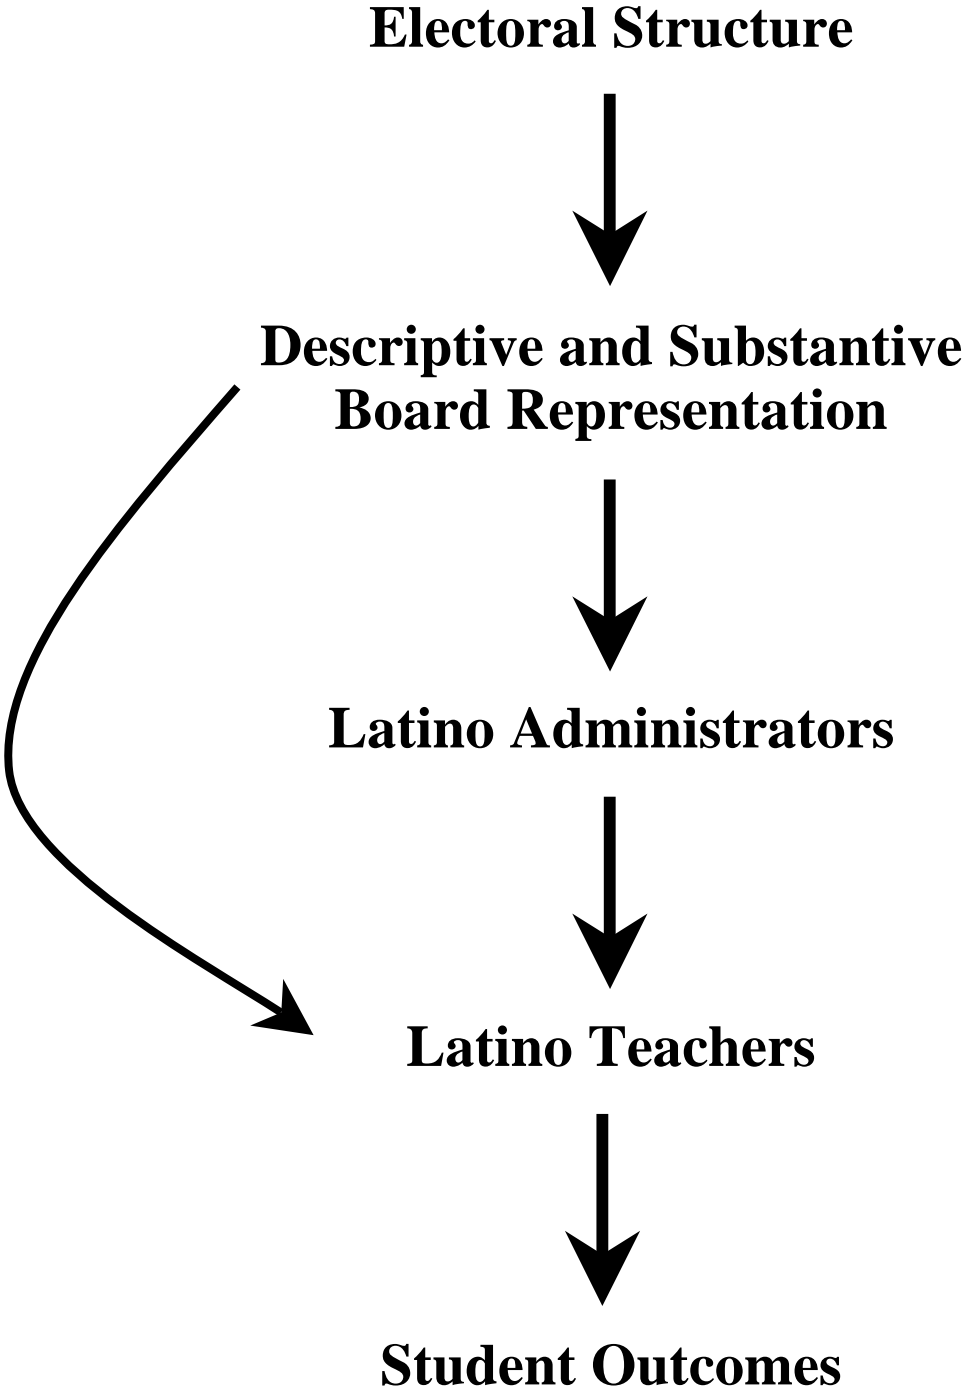 Electoral Structure
Descriptive and Substantive
Board Representation
Latino Administrators
Latino Teachers
Student Outcomes